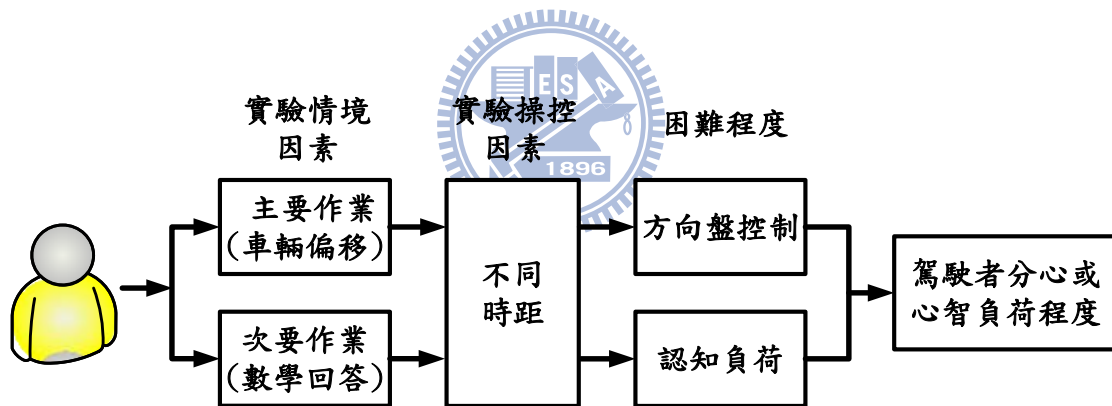 實驗情境
因素
實驗操控
因素
困難程度
ESA
1896
主要作業
(車輛偏移)
次要作業
(數學回答)
不同
時距
方向盤控制
認知負荷
駕駛者分心或
心智負荷程度